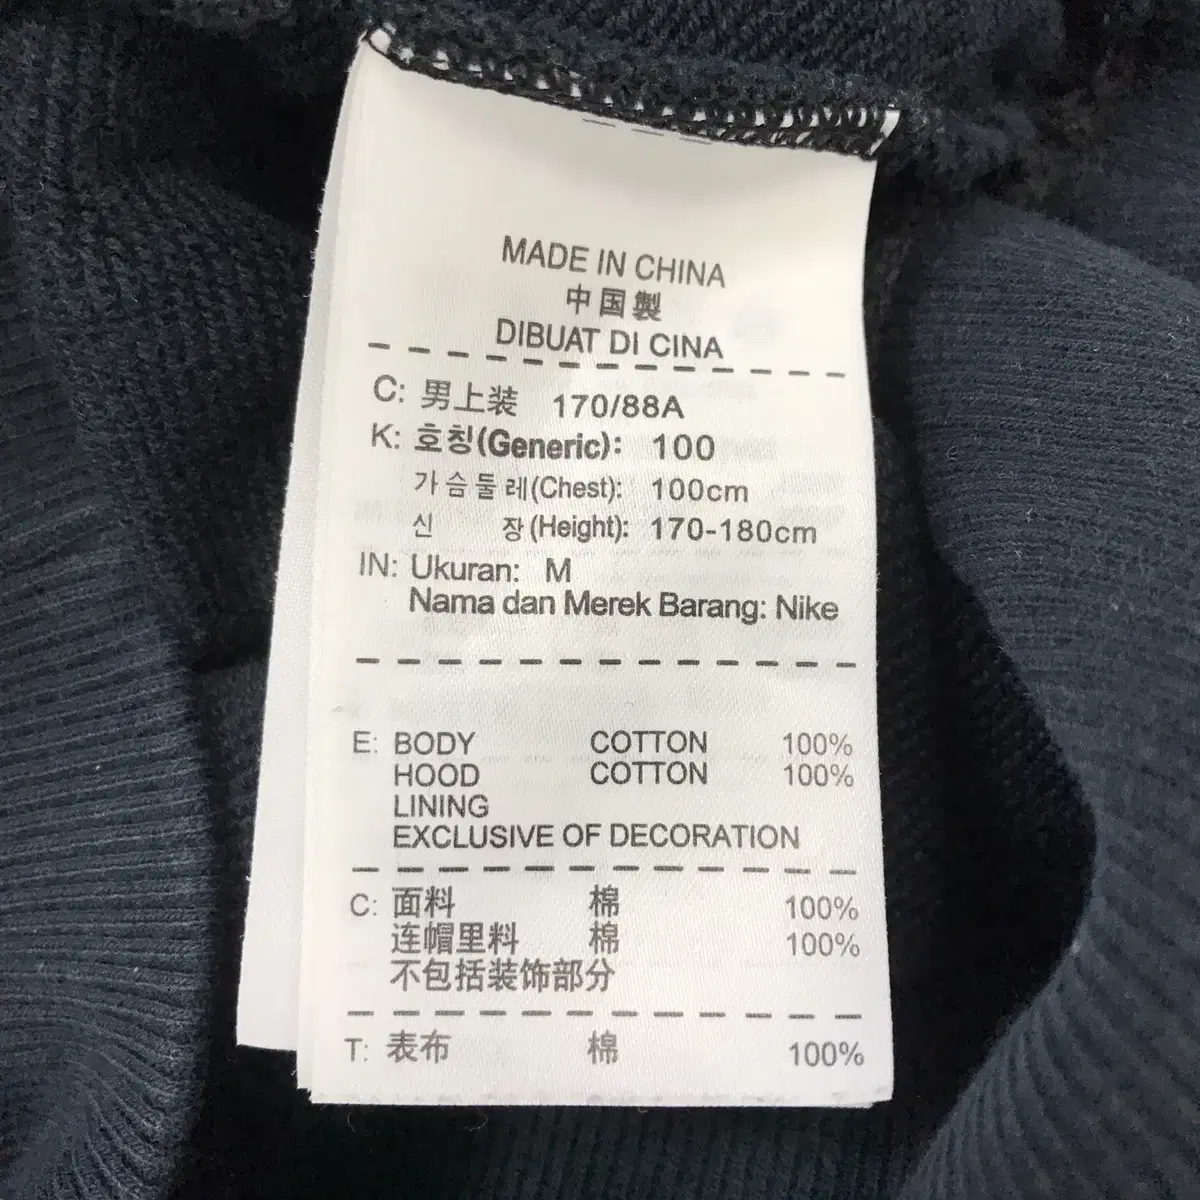 MADE IN CHINA
中国製
DIBUAT DI CINA
C: 男上装 170/88A
K: 호칭(Generic): 100
가슴둘레(Chest): 100cm
신 장(Height): 170-180cm
IN: Ukuran: M
Nama dan Merek Barang: Nike
E: BODY COTTON 100%
HOOD COTTON 100%
LINING
EXCLUSIVE OF DECORATION
C: 面料 棉 100%
连帽里料 棉 100%
不包括装饰部分
T: 表布 棉 100%